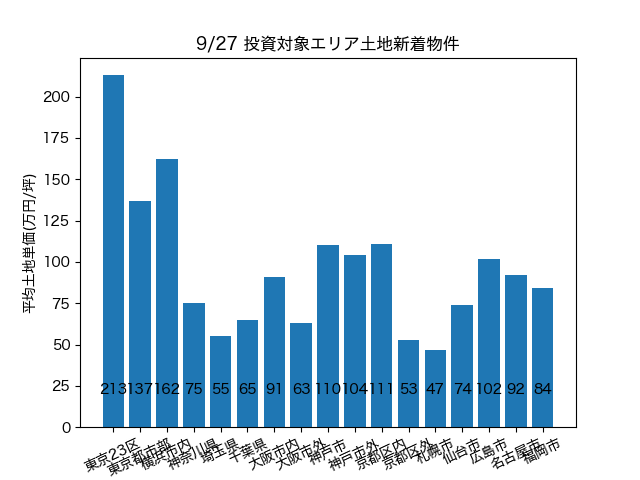 9/27 投資対象エリア土地新着物件
平均土地単価(万円/坪)
200
175
150
125
100
75
50
25
0
213 137 162 75 55 65 91 63 110 104 111 53 47 74 102 92 84
東京23区
東京都市部
横浜市内
神奈川県
埼玉県
千葉県
大阪市内
大阪市外
神戸市
神戸市外
京都区内
京都区外
札幌市
仙台市
広島市
名古屋市
福岡市